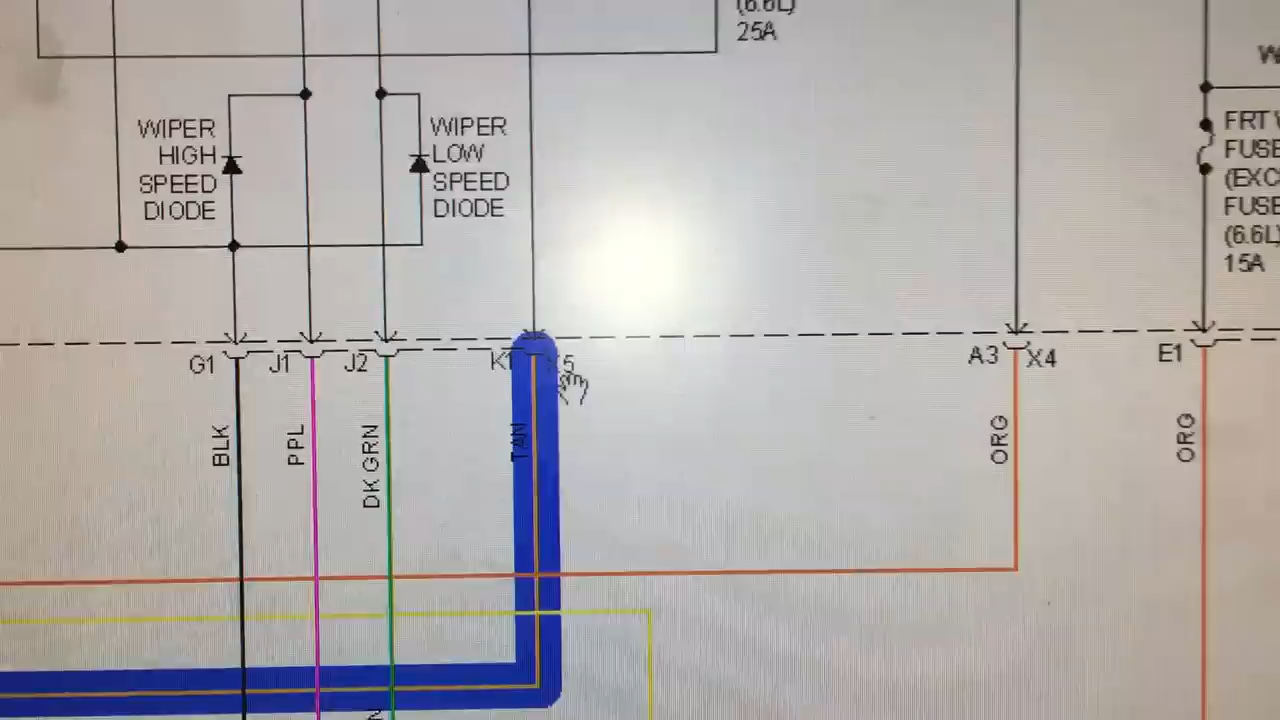 (6.6L)
25A
WIPER
HIGH
SPEED
DIODE
WIPER
LOW
SPEED
DIODE
FRT
FUSE
(EXC
FUSE
(6.6L)
15A
G1
J1
J2
K1
A3
X4
E1
BLK
PPL
DK GRN
TAN
ORG
ORG